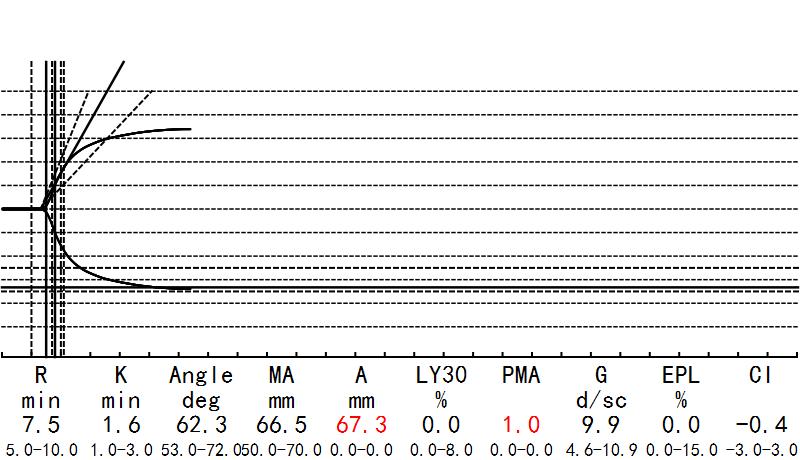 R K Angle MA A LY30 PMA G EPL CI
min min deg mm mm % d/sc %
7.5 1.6 62.3 66.5 67.3 0.0 1.0 9.9 0.0 -0.4
5.0-10.0 1.0-3.0 53.0-72.0 50.0-70.0 0.0-0.0 0.0-8.0 0.0-0.0 4.6-10.9 0.0-15.0 -3.0-3.0